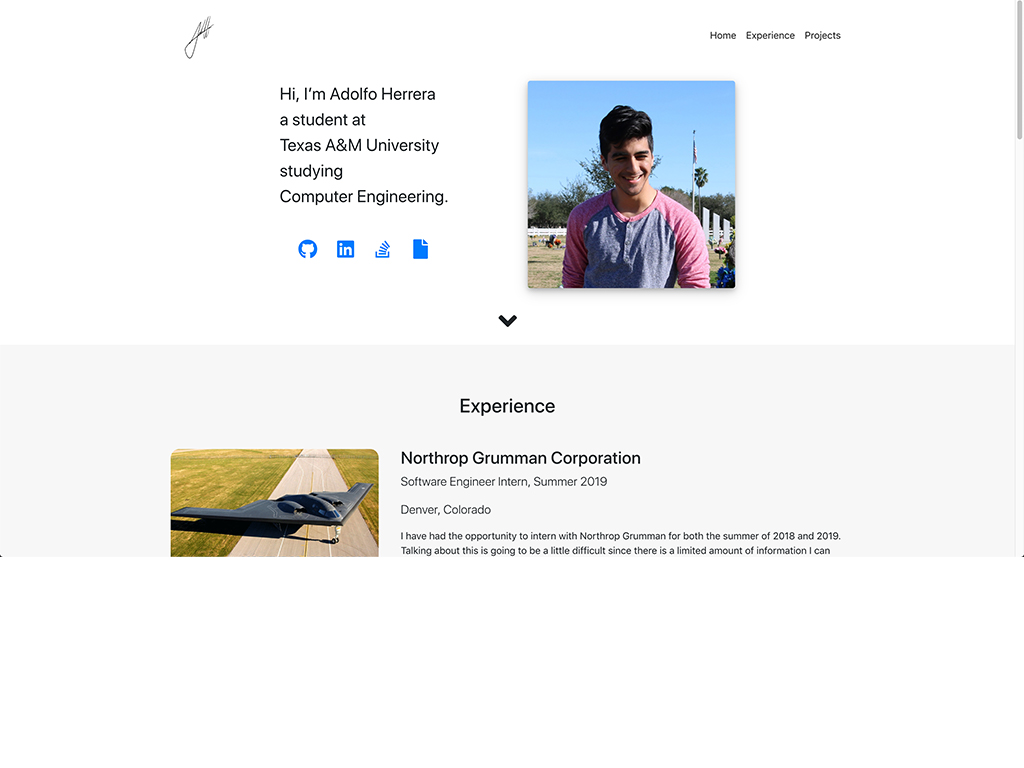 Home Experience Projects
Hi, I’m Adolfo Herrera
a student at
Texas A&M University
studying
Computer Engineering.
Experience
Northrop Grumman Corporation
Software Engineer Intern, Summer 2019
Denver, Colorado
I have had the opportunity to intern with Northrop Grumman for both the summer of 2018 and 2019.
Talking about this is going to be a little difficult since there is a limited amount of information I can